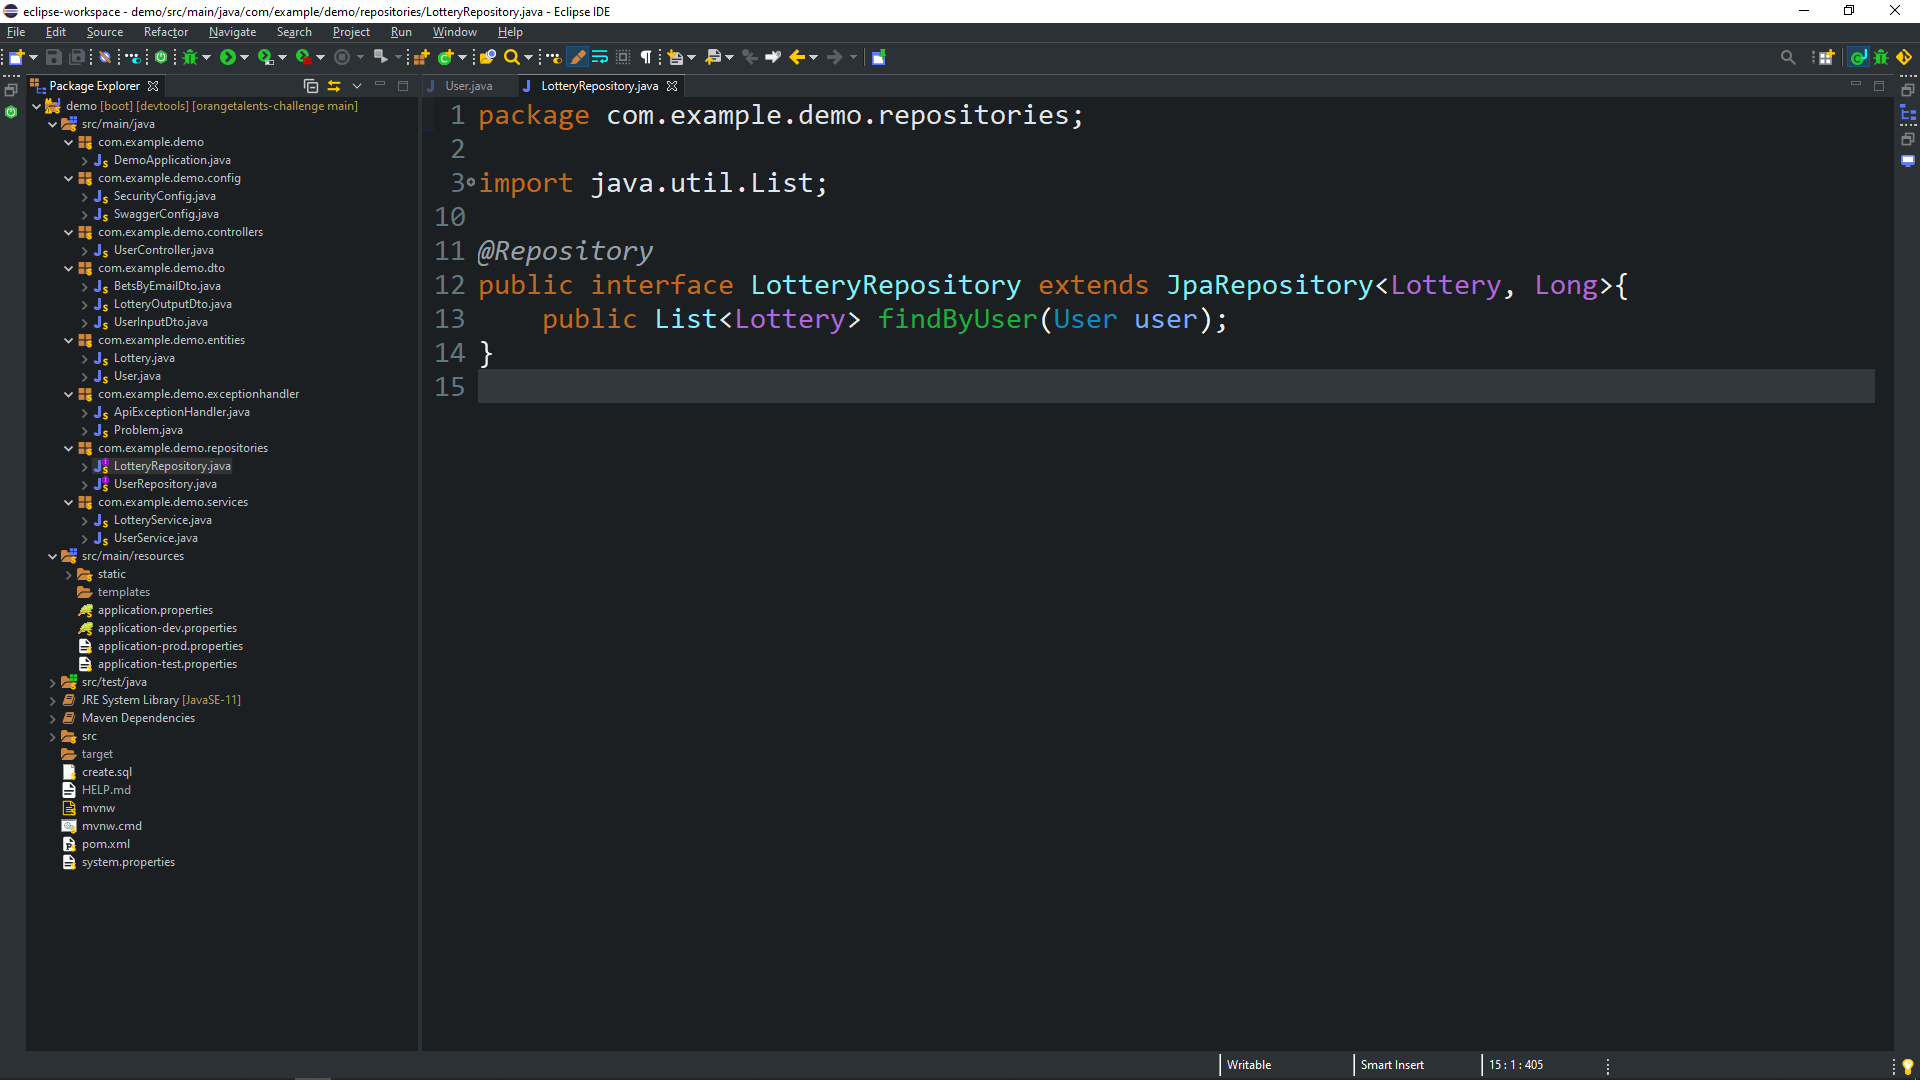 eclipse-workspace - demo/src/main/java/com/example/demo/repositories/LotteryRepository.java - Eclipse IDE
File Edit Source Refactor Navigate Search Project Run Window Help
Package Explorer
User.java
LotteryRepository.java
demo [boot] [devtools] [orangetalents-challenge main]
src/main/java
com.example.demo
DemoApplication.java
com.example.demo.config
SecurityConfig.java
SwaggerConfig.java
com.example.demo.controllers
UserController.java
com.example.demo.dto
BetsByEmailDto.java
LotteryOutputDto.java
UserInputDto.java
com.example.demo.entities
Lottery.java
User.java
com.example.demo.exceptionhandler
ApiExceptionHandler.java
Problem.java
com.example.demo.repositories
LotteryRepository.java
UserRepository.java
com.example.demo.services
LotteryService.java
UserService.java
src/main/resources
static
templates
application.properties
application-dev.properties
application-prod.properties
application-test.properties
src/test/java
JRE System Library [JavaSE-11]
Maven Dependencies
src
target
create.sql
HELP.md
mvnw
mvnw.cmd
pom.xml
system.properties
1 package com.example.demo.repositories;
2
3 import java.util.List;
10
11 @Repository
12 public interface LotteryRepository extends JpaRepository<Lottery, Long>{
13 public List<Lottery> findByUser(User user);
14 }
15
Writable
Smart Insert
15 : 1 : 405